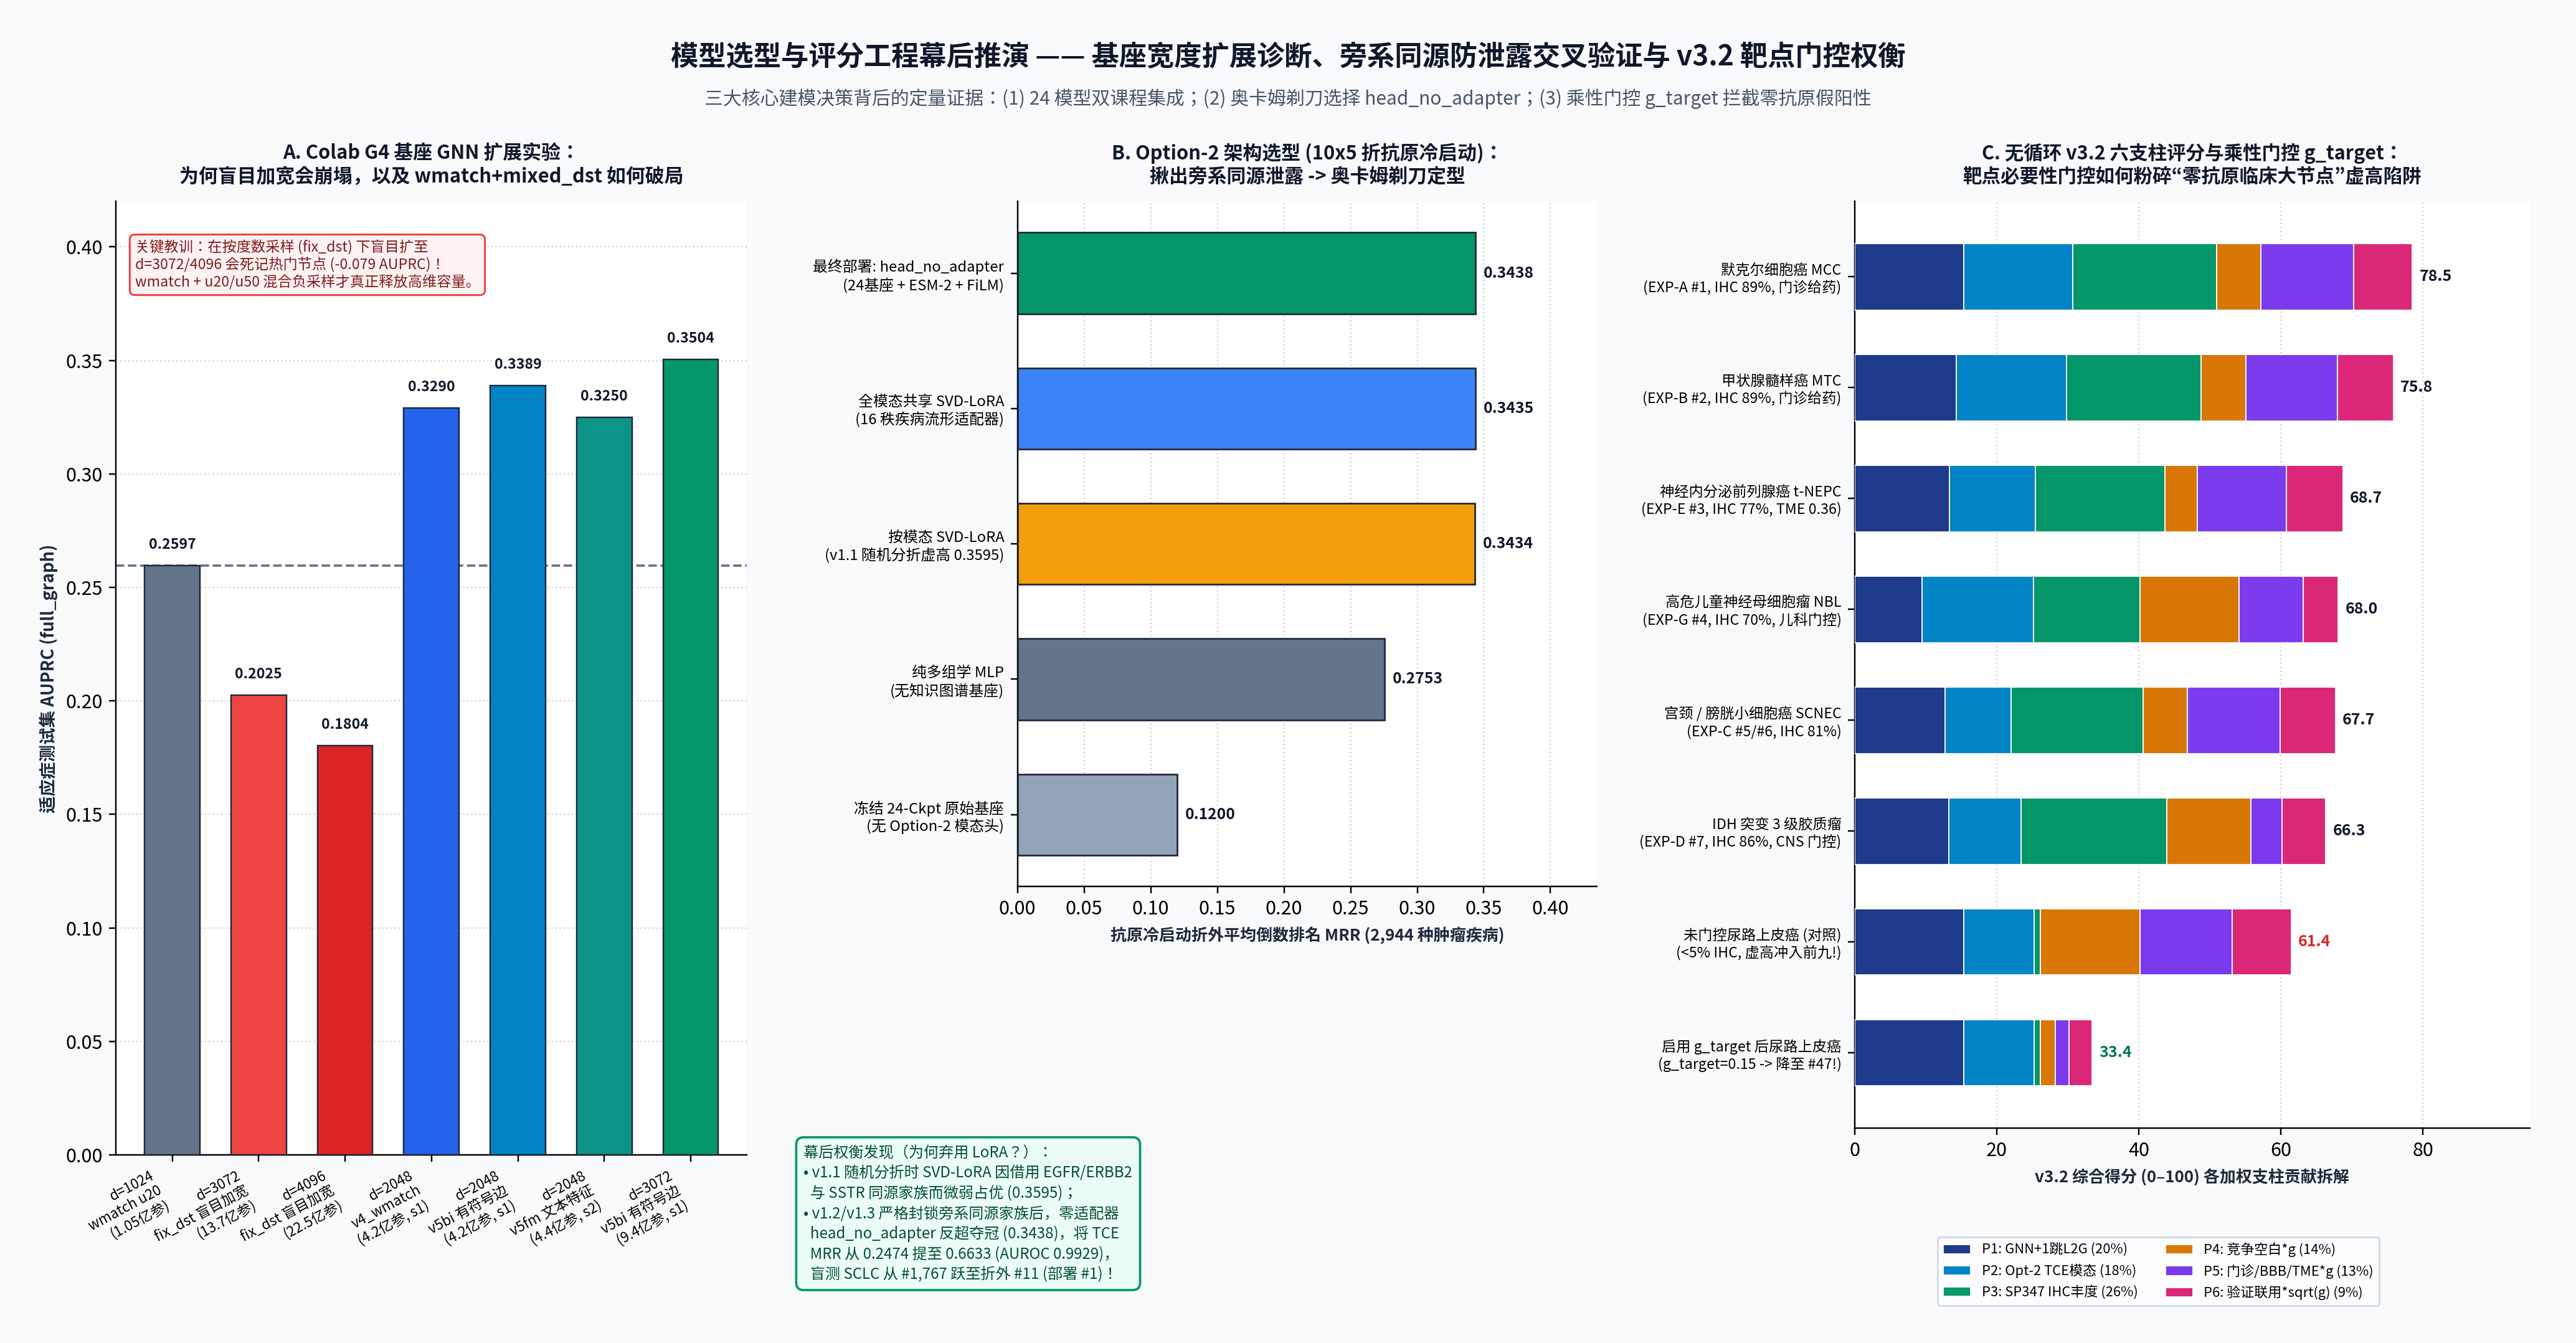 模型选型与评分工程幕后推演 —— 基座宽度扩展诊断、旁系同源防泄露交叉验证与 v3.2 靶点门控权衡
三大核心建模决策背后的定量证据：(1) 24 模型双课程集成；(2) 奥卡姆剃刀选择 head_no_adapter；(3) 乘性门控 g_target 拦截零抗原假阳性
A. Colab G4 基座 GNN 扩展实验：
为何盲目加宽会崩塌，以及 wmatch+mixed_dst 如何破局
关键教训：在按度数采样 (fix_dst) 下盲目扩至
d=3072/4096 会死记热门节点 (-0.079 AUPRC)！
wmatch + u20/u50 混合负采样才真正释放高维容量。
适应症测试集 AUPRC (full_graph)
0.40
0.35
0.30
0.25
0.20
0.15
0.10
0.05
0.00
0.2597
0.2025
0.1804
0.3290
0.3389
0.3250
0.3504
d=1024
wmatch u20
(1.05亿参)
d=3072
fix_dst 盲目加宽
(13.7亿参)
d=4096
fix_dst 盲目加宽
(22.5亿参)
d=2048
v4_wmatch
(4.2亿参, s1)
d=2048
v5bi 有符号边
(4.2亿参, s1)
d=2048
v5fm 文本特征
(4.4亿参, s2)
d=3072
v5bi 有符号边
(9.4亿参, s1)
B. Option-2 架构选型 (10x5 折抗原冷启动)：
揪出旁系同源泄露 -> 奥卡姆剃刀定型
最终部署: head_no_adapter
(24基座 + ESM-2 + FiLM)
0.3438
全模态共享 SVD-LoRA
(16 秩疾病流形适配器)
0.3435
按模态 SVD-LoRA
(v1.1 随机分折虚高 0.3595)
0.3434
纯多组学 MLP
(无知识图谱基座)
0.2753
冻结 24-Ckpt 原始基座
(无 Option-2 模态头)
0.1200
0.00 0.05 0.10 0.15 0.20 0.25 0.30 0.35 0.40
抗原冷启动折外平均倒数排名 MRR (2,944 种肿瘤疾病)
幕后权衡发现（为何弃用 LoRA？）：
• v1.1 随机分折时 SVD-LoRA 因借用 EGFR/ERBB2
与 SSTR 同源家族而微弱占优 (0.3595)；
• v1.2/v1.3 严格封锁旁系同源家族后，零适配器
head_no_adapter 反超夺冠 (0.3438)，将 TCE
MRR 从 0.2474 提至 0.6633 (AUROC 0.9929)，
盲测 SCLC 从 #1,767 跃至折外 #11 (部署 #1)！
C. 无循环 v3.2 六支柱评分与乘性门控 g_target：
靶点必要性门控如何粉碎“零抗原临床大节点”虚高陷阱
默克尔细胞癌 MCC
(EXP-A #1, IHC 89%, 门诊给药)
78.5
甲状腺髓样癌 MTC
(EXP-B #2, IHC 89%, 门诊给药)
75.8
神经内分泌前列腺癌 t-NEPC
(EXP-E #3, IHC 77%, TME 0.36)
68.7
高危儿童神经母细胞瘤 NBL
(EXP-G #4, IHC 70%, 儿科门控)
68.0
宫颈 / 膀胱小细胞癌 SCNEC
(EXP-C #5/#6, IHC 81%)
67.7
IDH 突变 3 级胶质瘤
(EXP-D #7, IHC 86%, CNS 门控)
66.3
未门控尿路上皮癌 (对照)
(<5% IHC, 虚高冲入前九!)
61.4
启用 g_target 后尿路上皮癌
(g_target=0.15 -> 降至 #47!)
33.4
0 20 40 60 80
v3.2 综合得分 (0–100) 各加权支柱贡献拆解
P1: GNN+1跳L2G (20%)
P2: Opt-2 TCE模态 (18%)
P3: SP347 IHC丰度 (26%)
P4: 竞争空白*g (14%)
P5: 门诊/BBB/TME*g (13%)
P6: 验证联用*sqrt(g) (9%)